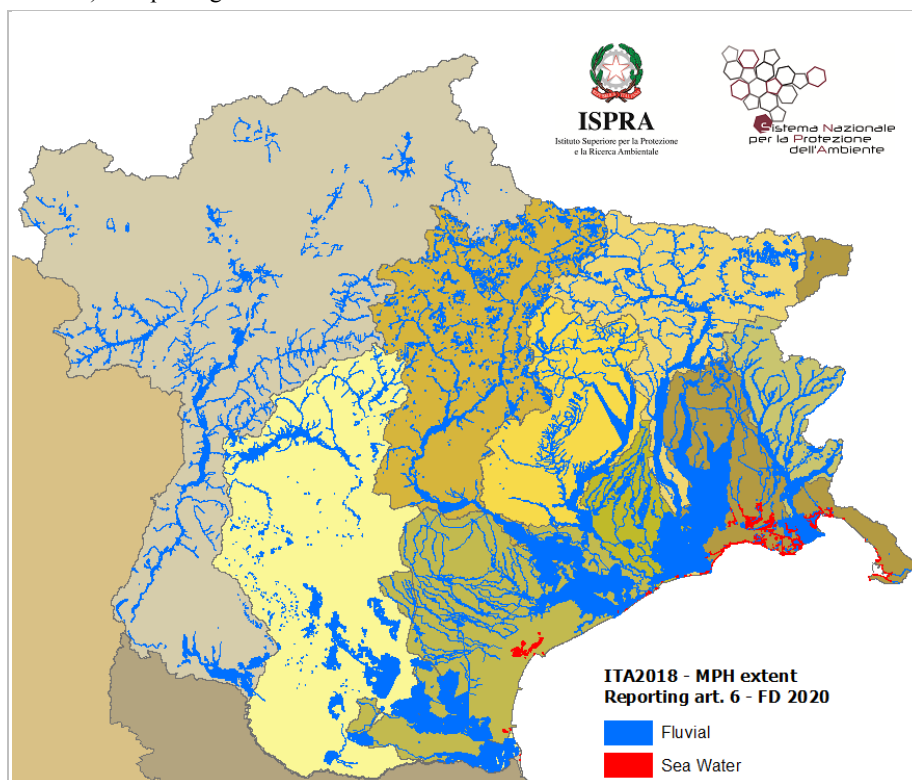 ISPRA
Istituto Superiore per la Protezione
e la Ricerca Ambientale
Sistema Nazionale
per la Protezione
dell'Ambiente
ITA2018 - MPH extent
Reporting art. 6 - FD 2020
Fluvial
Sea Water